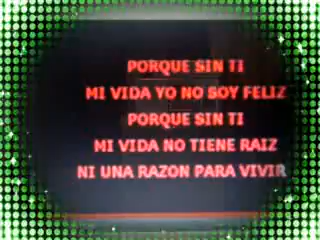 PORQUE SIN TI
MI VIDA YO NO SOY FELIZ
PORQUE SIN TI
MI VIDA NO TIENE RAIZ
NI UNA RAZON PARA VIVIR